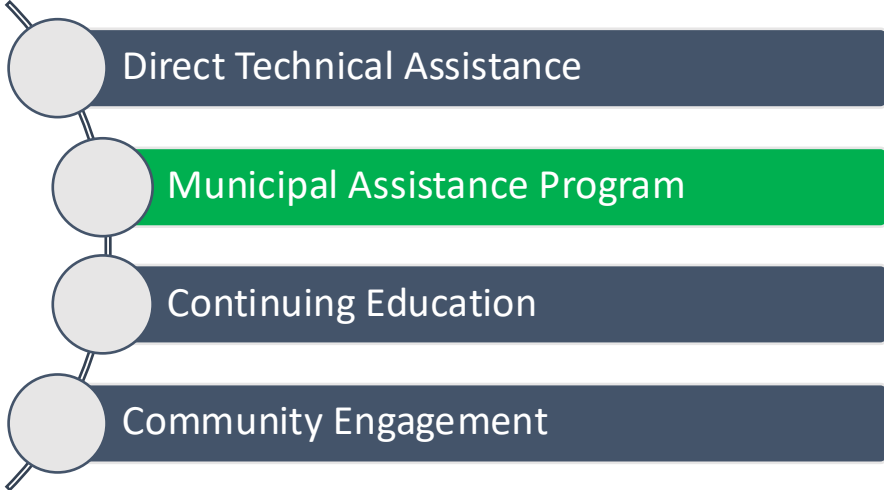 Direct Technical Assistance
Municipal Assistance Program
Continuing Education
Community Engagement